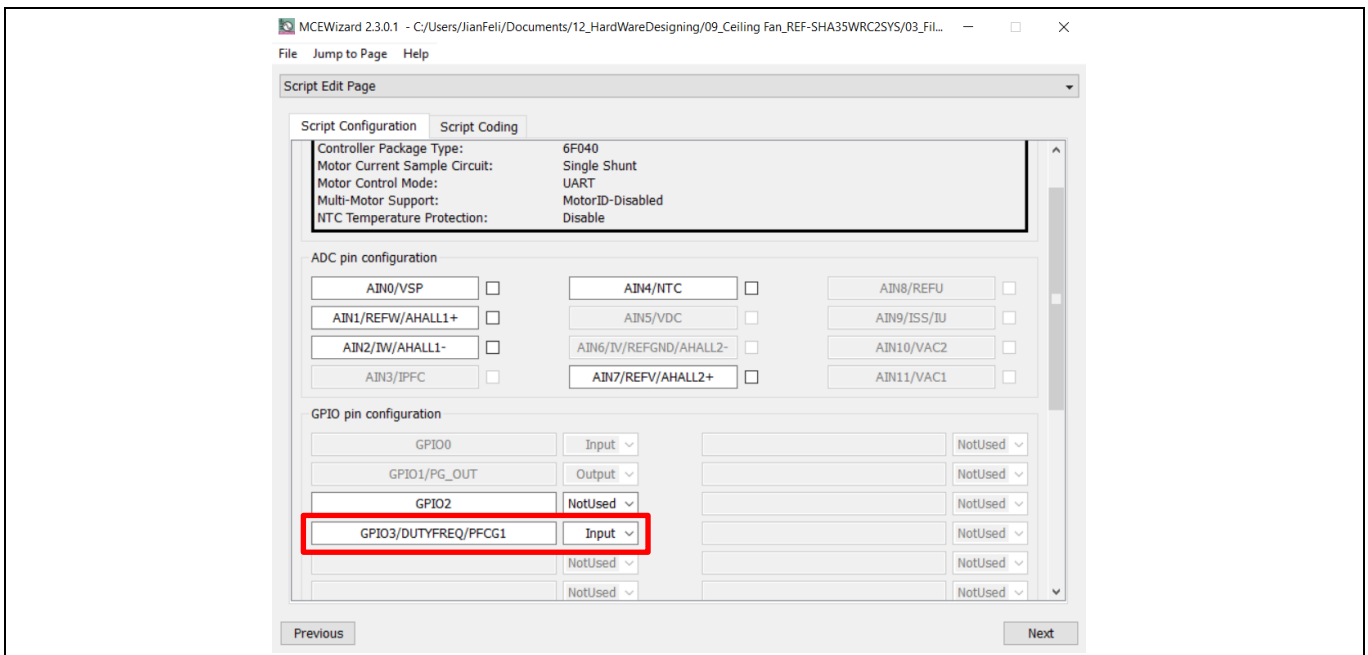 MCEWizard 2.3.0.1 - C:/Users/JianFeli/Documents/12_HardWareDesigning/09_Ceiling Fan_REF-SHA35WRC2SYS/03_Fil...
File Jump to Page Help
Script Edit Page
Script Configuration Script Coding
Controller Package Type: 6F040
Motor Current Sample Circuit: Single Shunt
Motor Control Mode: UART
Multi-Motor Support: MotorID-Disabled
NTC Temperature Protection: Disable
ADC pin configuration
AIN0/VSP AIN4/NTC AIN8/REFU
AIN1/REFW/AHALL1+ AIN5/VDC AIN9/ISS/IU
AIN2/IW/AHALL1- AIN6/IV/REFGND/AHALL2- AIN10/VAC2
AIN3/IPFC AIN7/REFV/AHALL2+ AIN11/VAC1
GPIO pin configuration
GPIO0 Input NotUsed
GPIO1/PG_OUT Output NotUsed
GPIO2 NotUsed NotUsed
GPIO3/DUTYFREQ/PFCG1 Input NotUsed
NotUsed NotUsed
NotUsed NotUsed
Previous Next